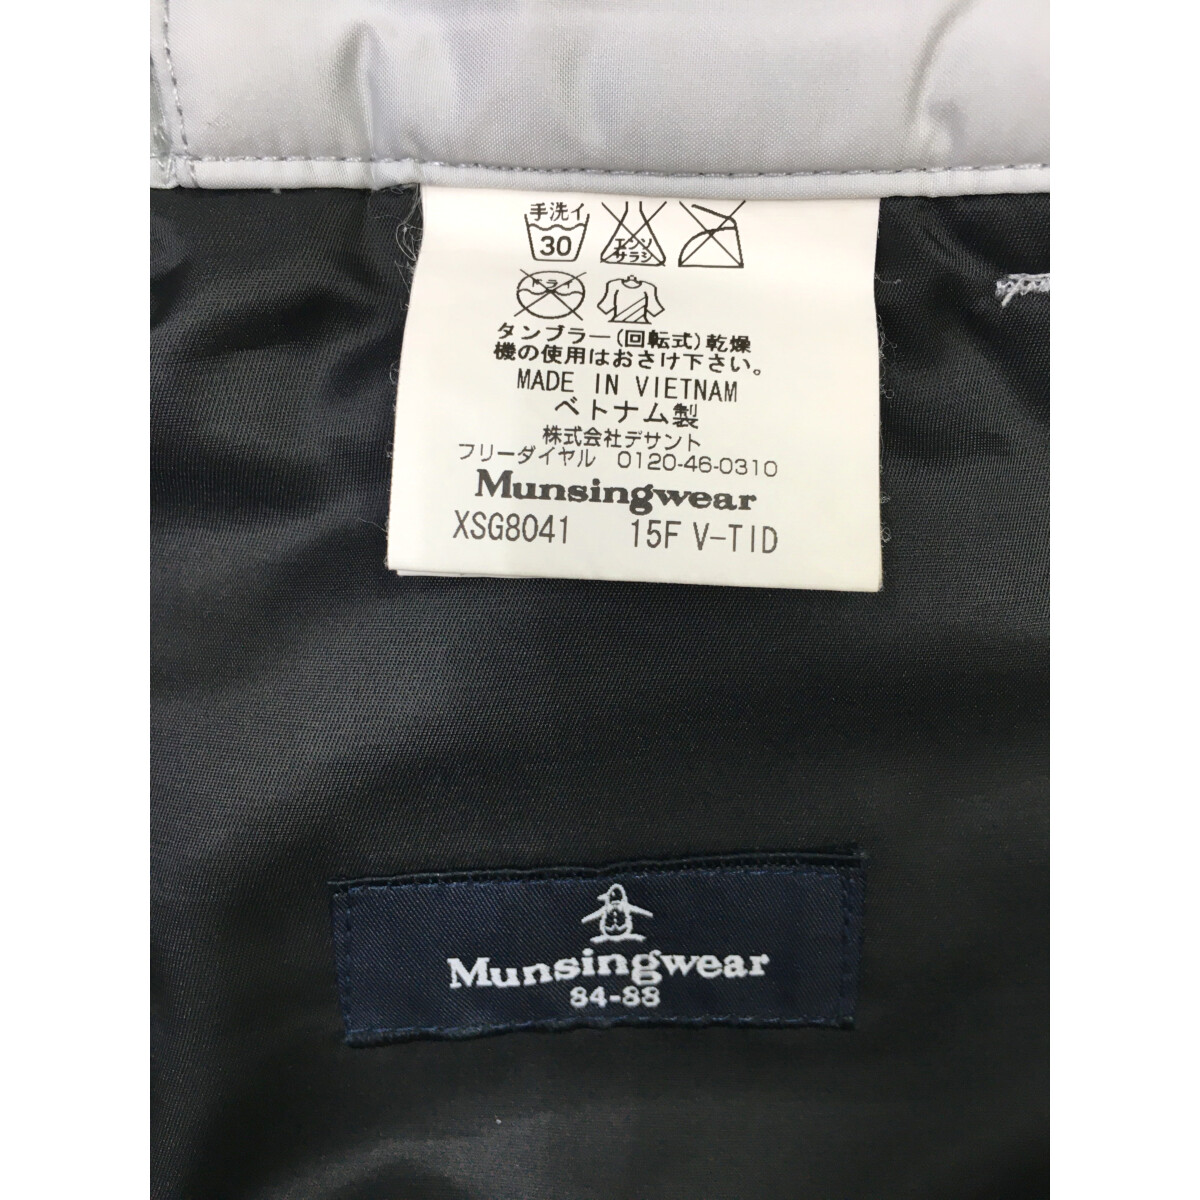 手洗イ
30
エンソ
サラシ
ドライ
タンブラー(回転式)乾燥
機の使用はおさけ下さい。
MADE IN VIETNAM
ベトナム製
株式会社デサント
フリーダイヤル 0120-46-0310
Munsingwear
XSG8041 15F V-TID
Munsingwear
84-88